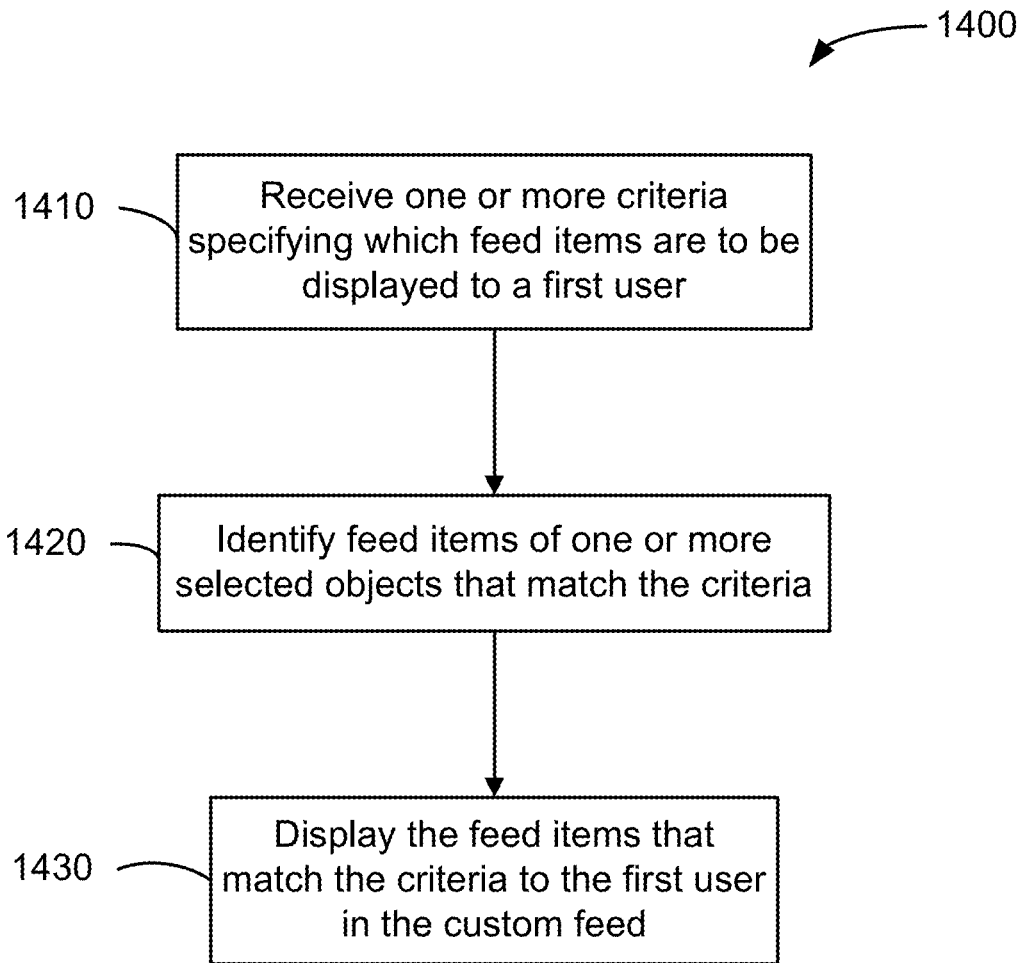 1400
1410
Receive one or more criteria
specifying which feed items are to be
displayed to a first user
1420
Identify feed items of one or more
selected objects that match the criteria
1430
Display the feed items that
match the criteria to the first user
in the custom feed